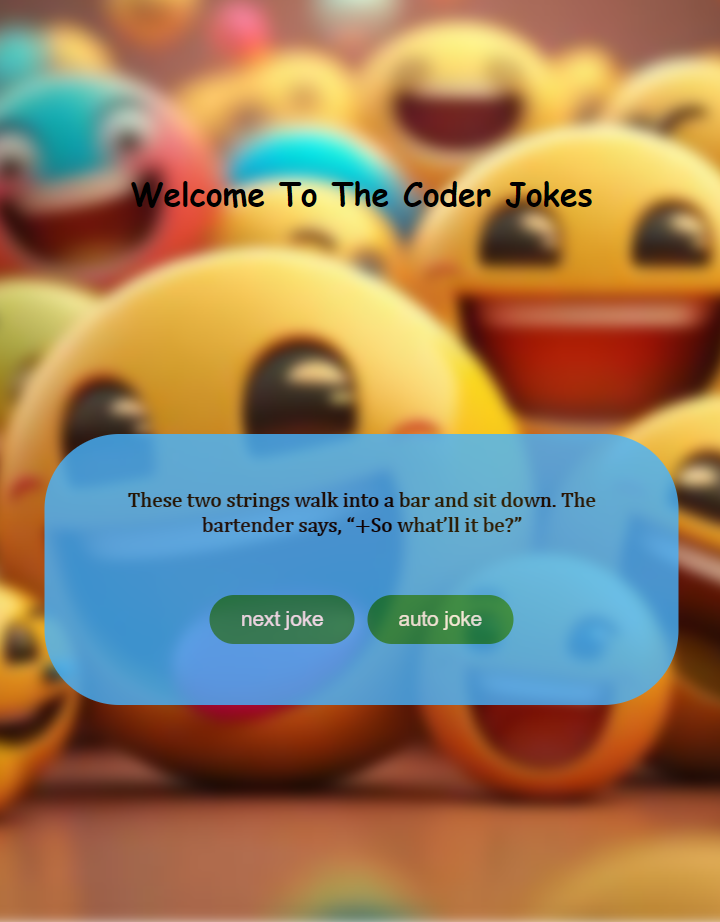 Welcome To The Coder Jokes
These two strings walk into a bar and sit down. The
bartender says, “+So what’ll it be?”
next joke
auto joke